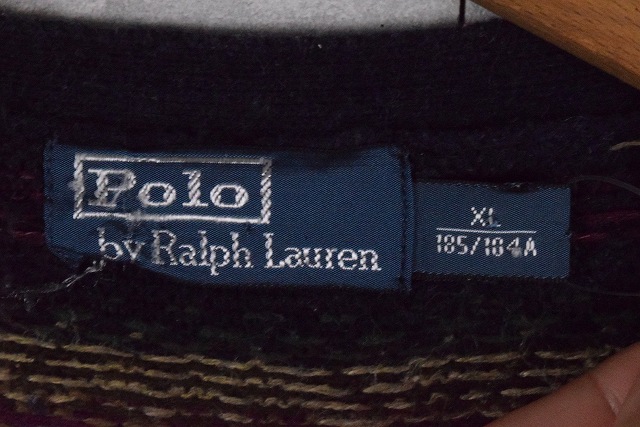 Polo
by Ralph Lauren
XL
185/104A